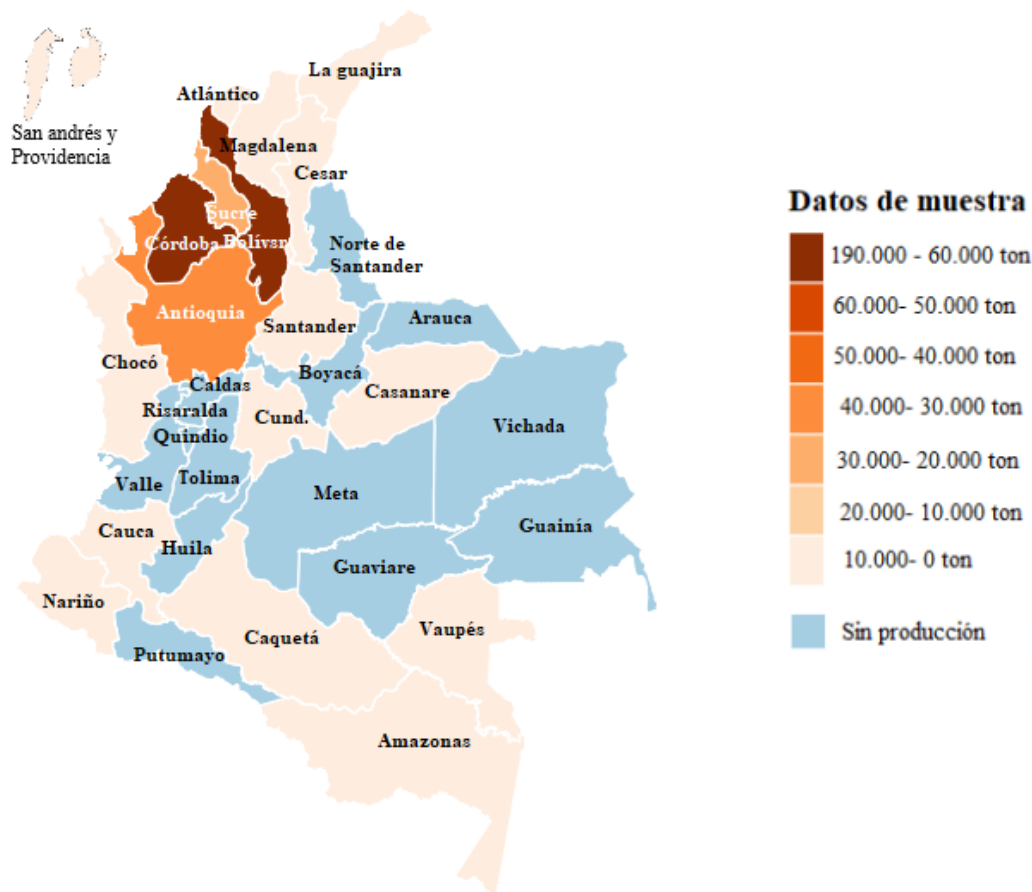 La guajira
Atlántico
San andrés y
Providencia
Magdalena
Cesar
Sucre
Córdoba
Bolívsn
Norte de
Santander
Antioquia
Santander
Arauca
Chocó
Caldas
Boyacá
Casanare
Risaralda
Cund.
Quindio
Vichada
Valle
Tolima
Meta
Cauca
Huila
Guainía
Guaviare
Nariño
Caquetá
Vaupés
Putumayo
Amazonas
Datos de muestra
190.000 - 60.000 ton
60.000- 50.000 ton
50.000 - 40.000 ton
40.000- 30.000 ton
30.000- 20.000 ton
20.000- 10.000 ton
10.000- 0 ton
Sin producción